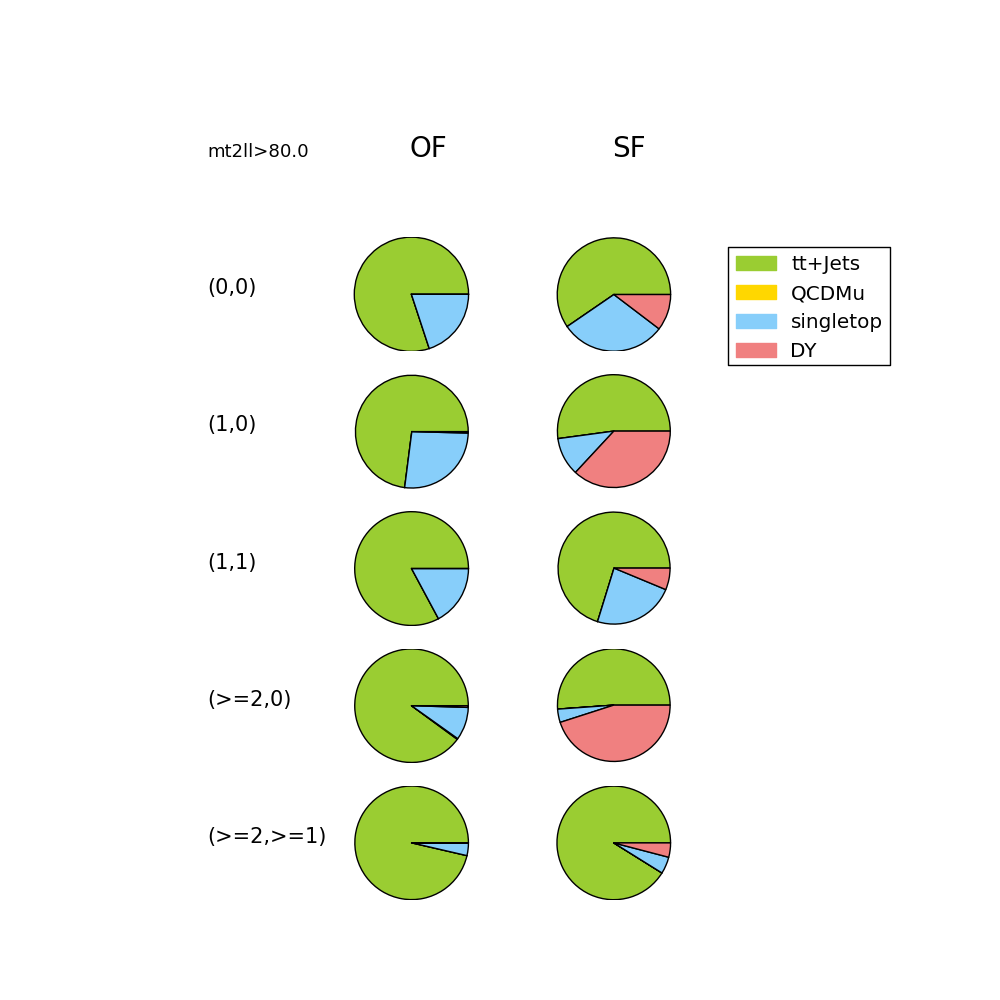 mt2ll>80.0 OF SF
(0,0)
tt+Jets
QCDMu
singletop
DY
(1,0)
(1,1)
(>=2,0)
(>=2,>=1)